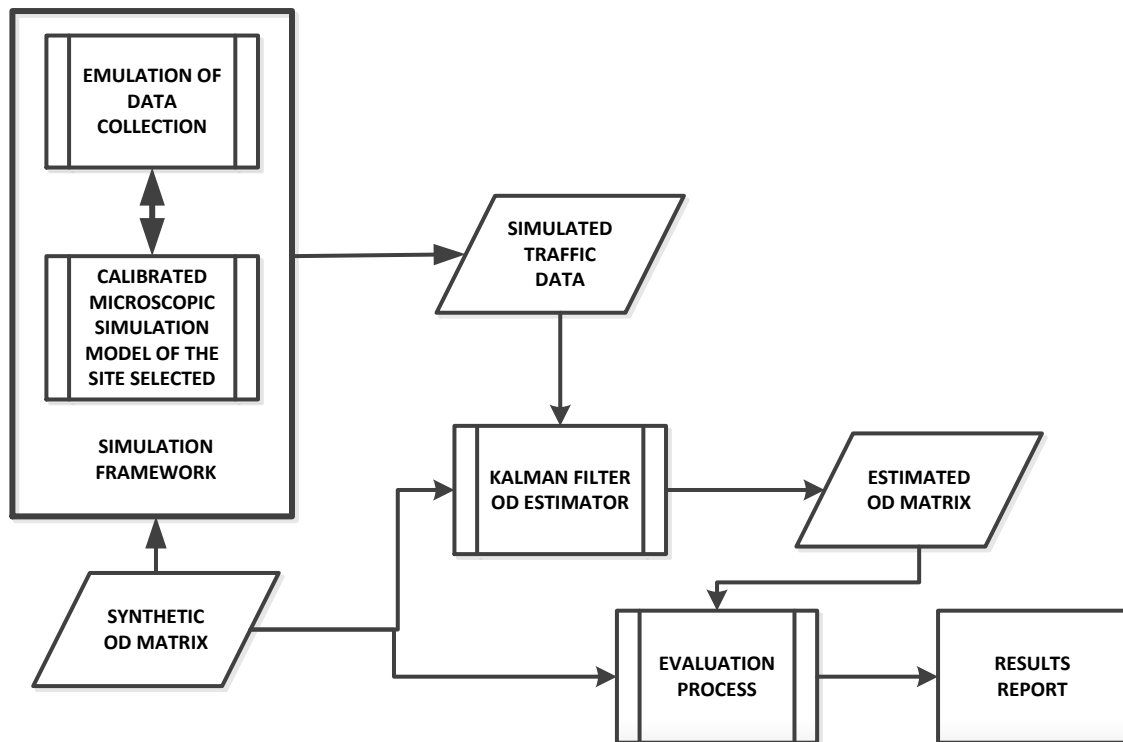 EMULATION OF
DATA
COLLECTION
CALIBRATED
MICROSCOPIC
SIMULATION
MODEL OF THE
SITE SELECTED
SIMULATION
FRAMEWORK
SIMULATED
TRAFFIC
DATA
KALMAN FILTER
OD ESTIMATOR
ESTIMATED
OD MATRIX
SYNTHETIC
OD MATRIX
EVALUATION
PROCESS
RESULTS
REPORT